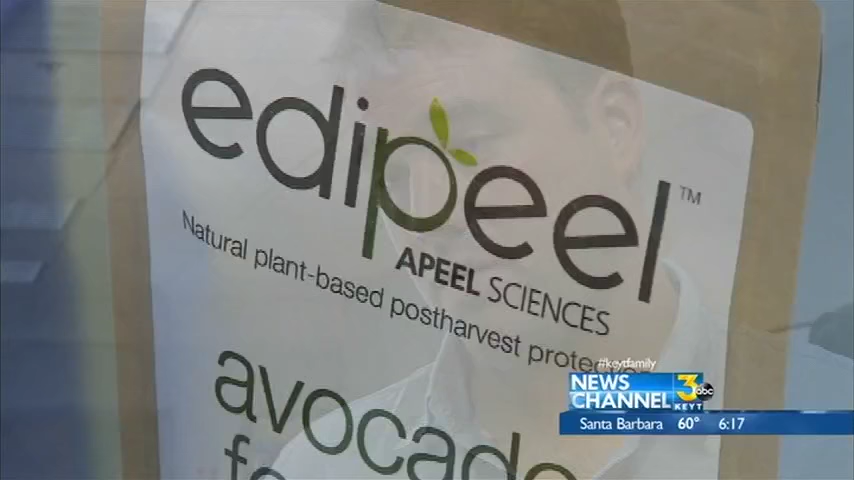 edipeel™
APEEL SCIENCES
Natural plant-based postharvest protection
avocado
#keytfamily
NEWS
CHANNEL 3 abc
KEYT
Santa Barbara 60° 6:17